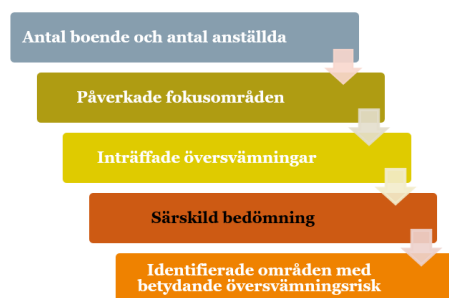 Antal boende och antal anställda
Påverkade fokusområden
Inträffade översvämningar
Särskild bedömning
Identifierade områden med
betydande översvämningsrisk